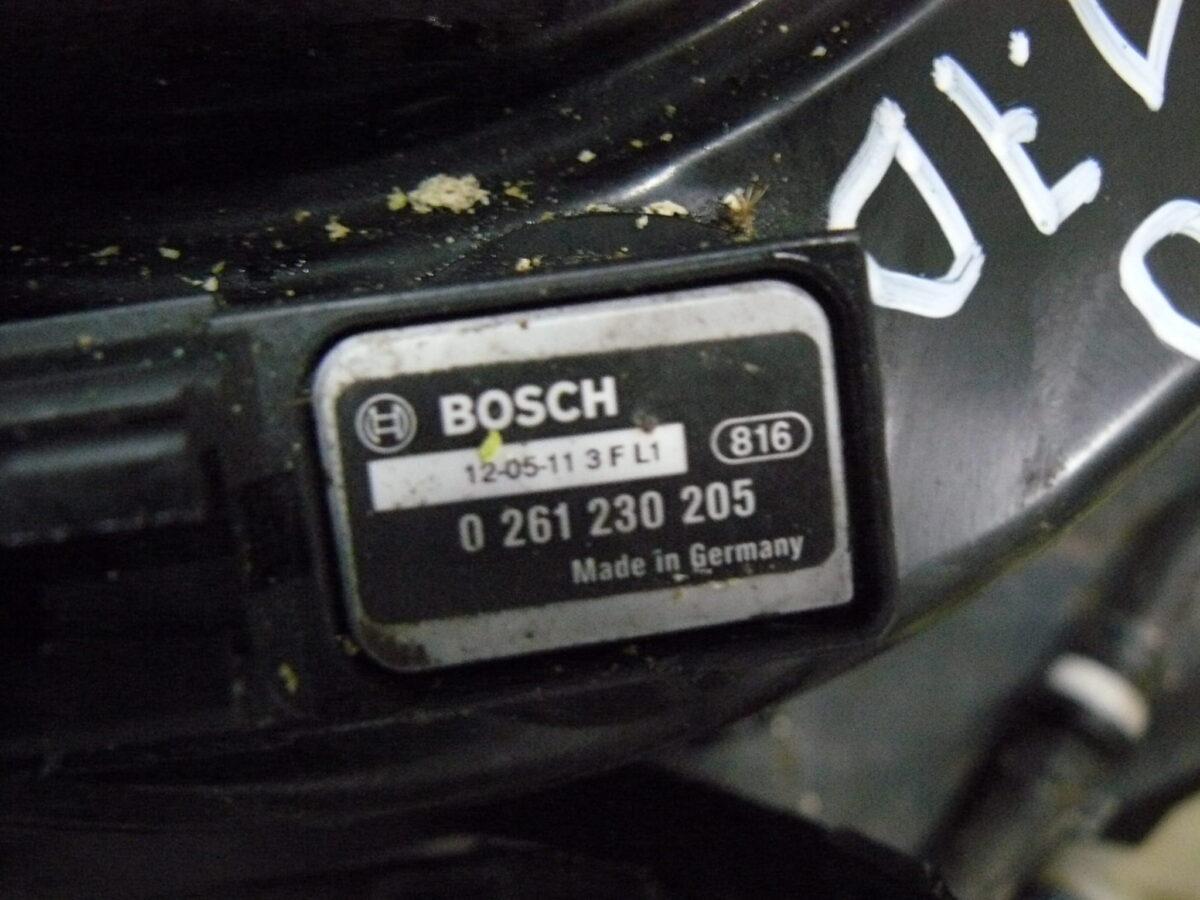 BOSCH
12-05-11 3 F L1
816
0 261 230 205
Made in Germany